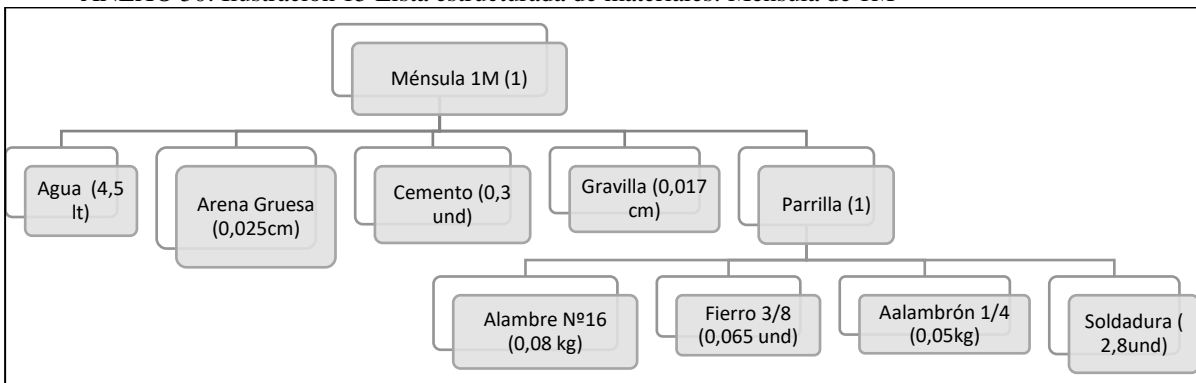 ANEXO 30. Ilustración 13 Lista estructurada de materiales. Ménsula de 1M
Ménsula 1M (1)
Agua (4,5
lt)
Arena Gruesa
(0,025cm)
Cemento (0,3
und)
Gravilla (0,017
cm)
Parrilla (1)
Alambre Nº16
(0,08 kg)
Fierro 3/8
(0,065 und)
Aalambrón 1/4
(0,05kg)
Soldadura (
2,8und)